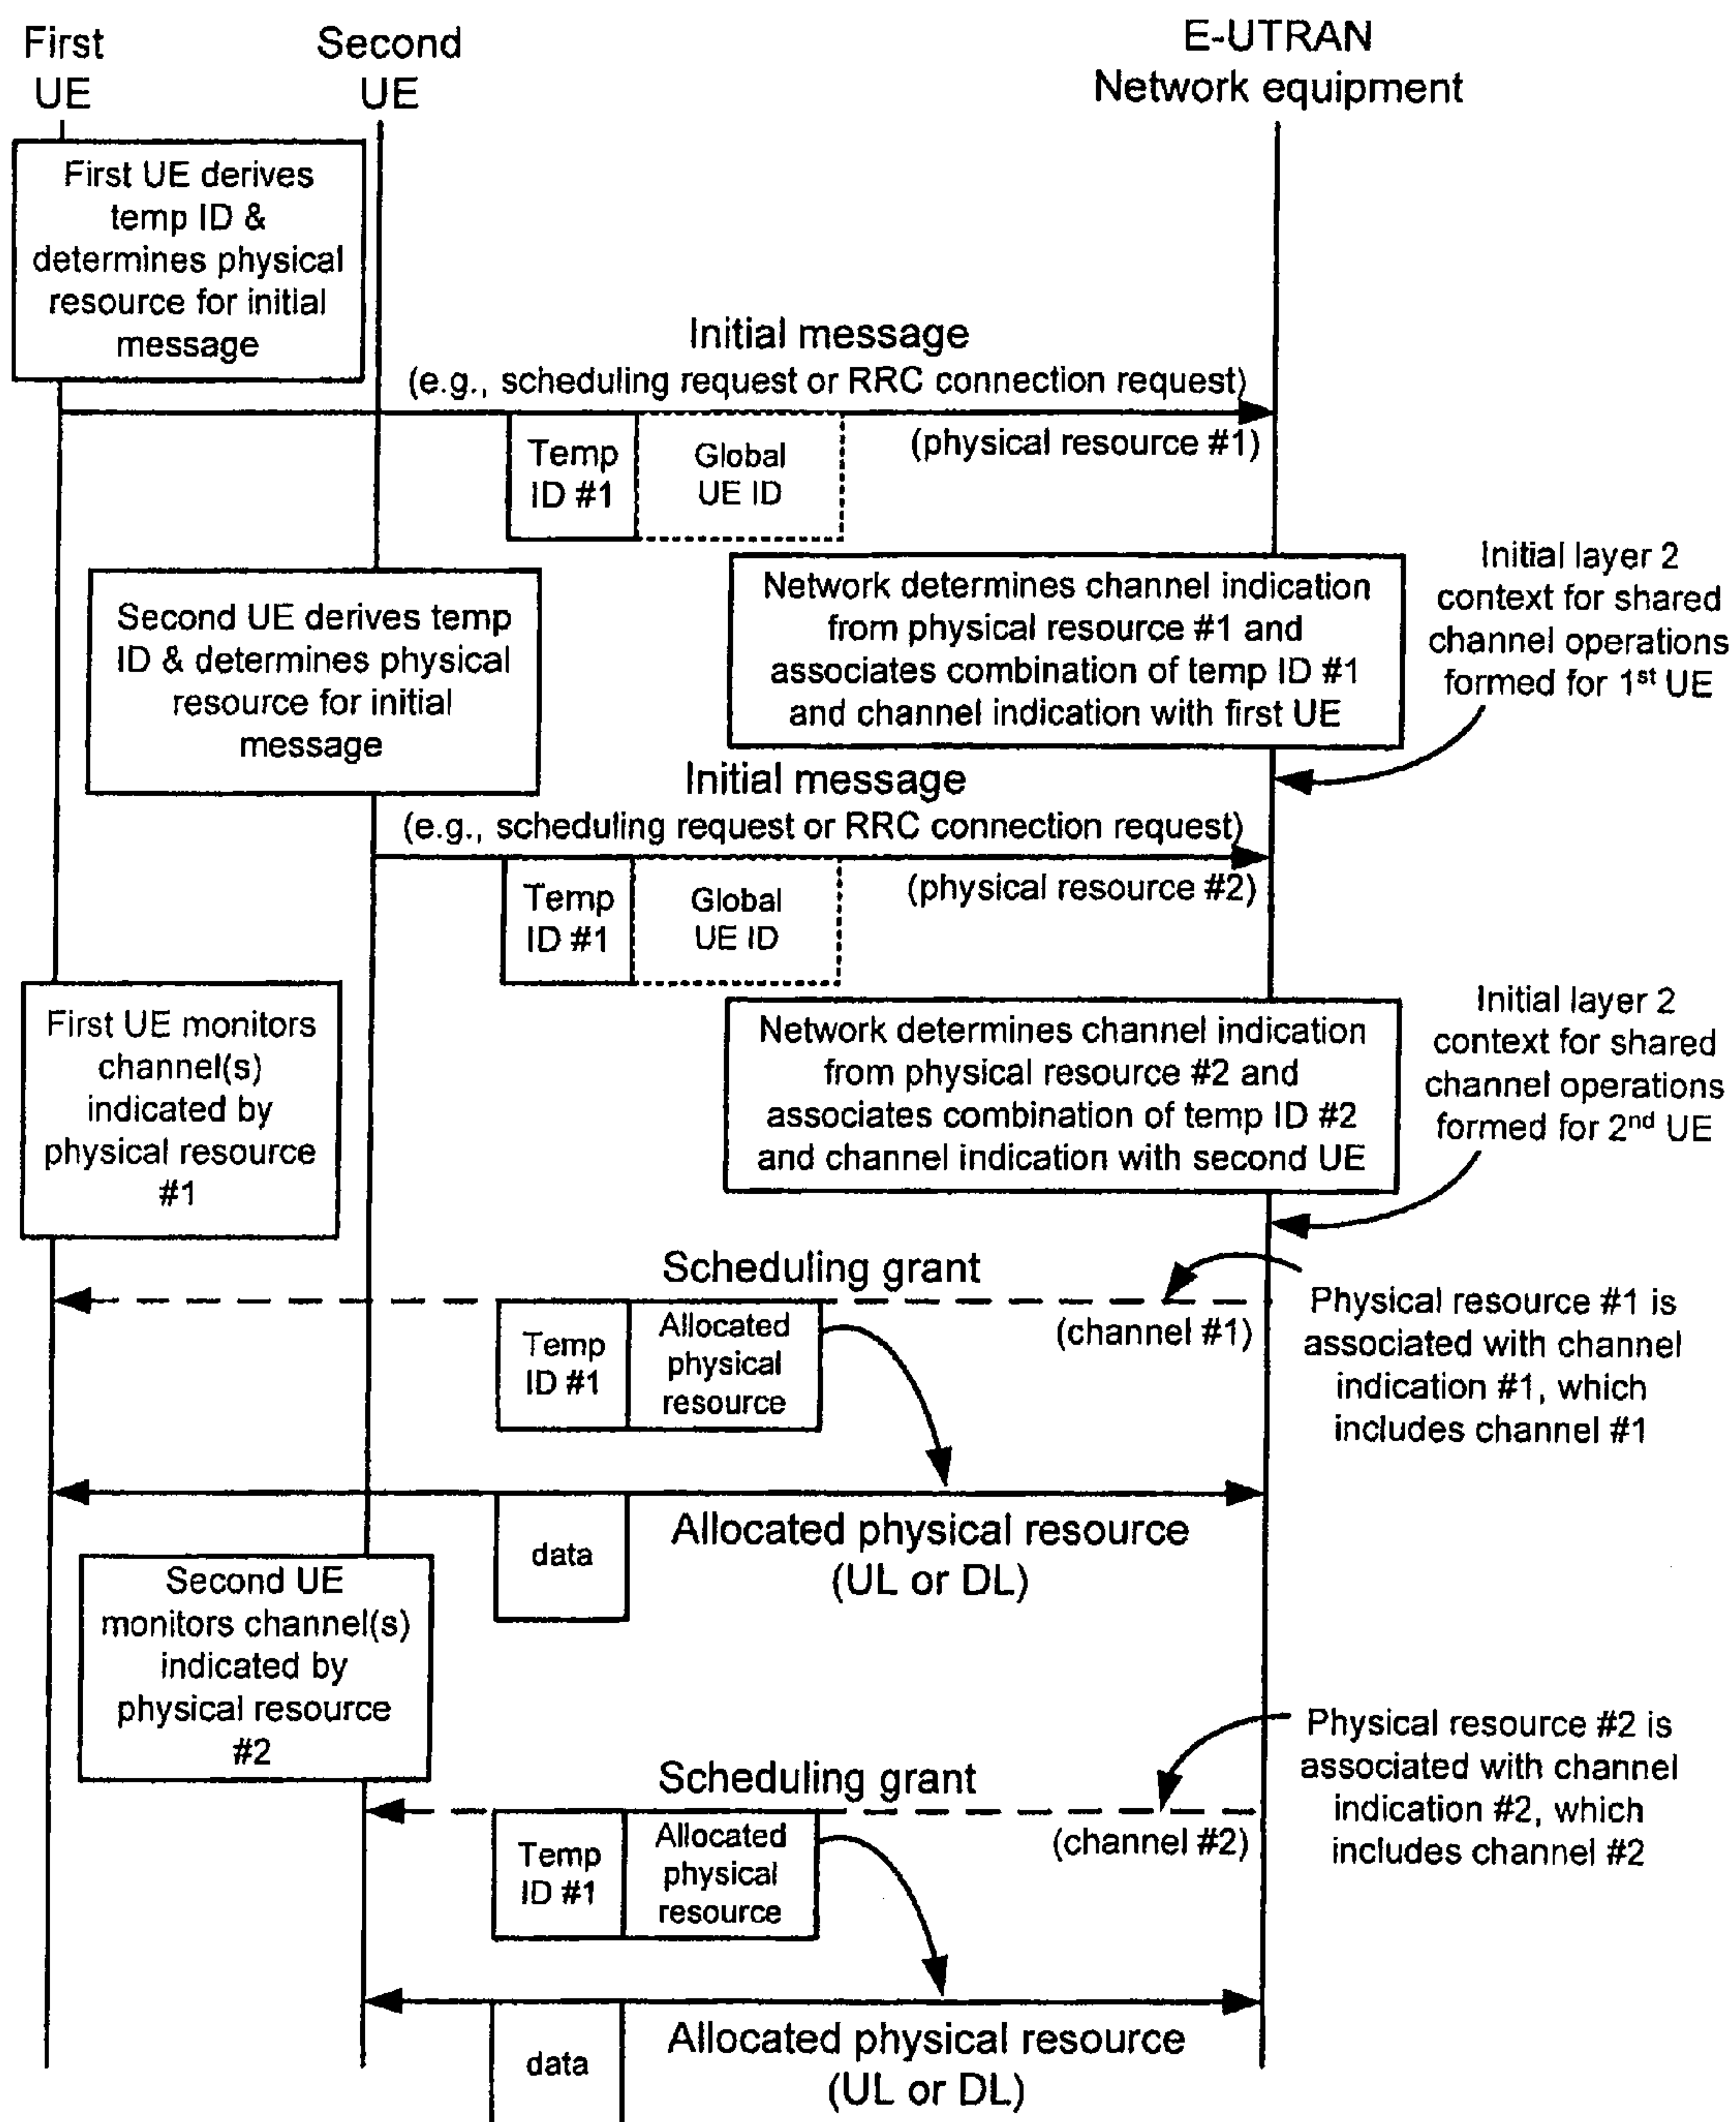 First
UE
Second
UE
E-UTRAN
Network equipment
First UE derives
temp ID &
determines physical
resource for initial
message
Initial message
(e.g., scheduling request or RRC connection request)
(physical resource #1)
Temp
ID #1
Global
UE ID
Second UE derives temp
ID & determines physical
resource for initial
message
Network determines channel indication
from physical resource #1 and
associates combination of temp ID #1
and channel indication with first UE
Initial layer 2
context for shared
channel operations
formed for 1st UE
Initial message
(e.g., scheduling request or RRC connection request)
(physical resource #2)
Temp
ID #1
Global
UE ID
First UE monitors
channel(s)
indicated by
physical resource
#1
Network determines channel indication
from physical resource #2 and
associates combination of temp ID #2
and channel indication with second UE
Initial layer 2
context for shared
channel operations
formed for 2nd UE
Scheduling grant
(channel #1)
Temp
ID #1
Allocated
physical
resource
Physical resource #1 is
associated with channel
indication #1, which
includes channel #1
data
Allocated physical resource
(UL or DL)
Second UE
monitors channel(s)
indicated by
physical resource
#2
Scheduling grant
(channel #2)
Temp
ID #1
Allocated
physical
resource
Physical resource #2 is
associated with channel
indication #2, which
includes channel #2
data
Allocated physical resource
(UL or DL)